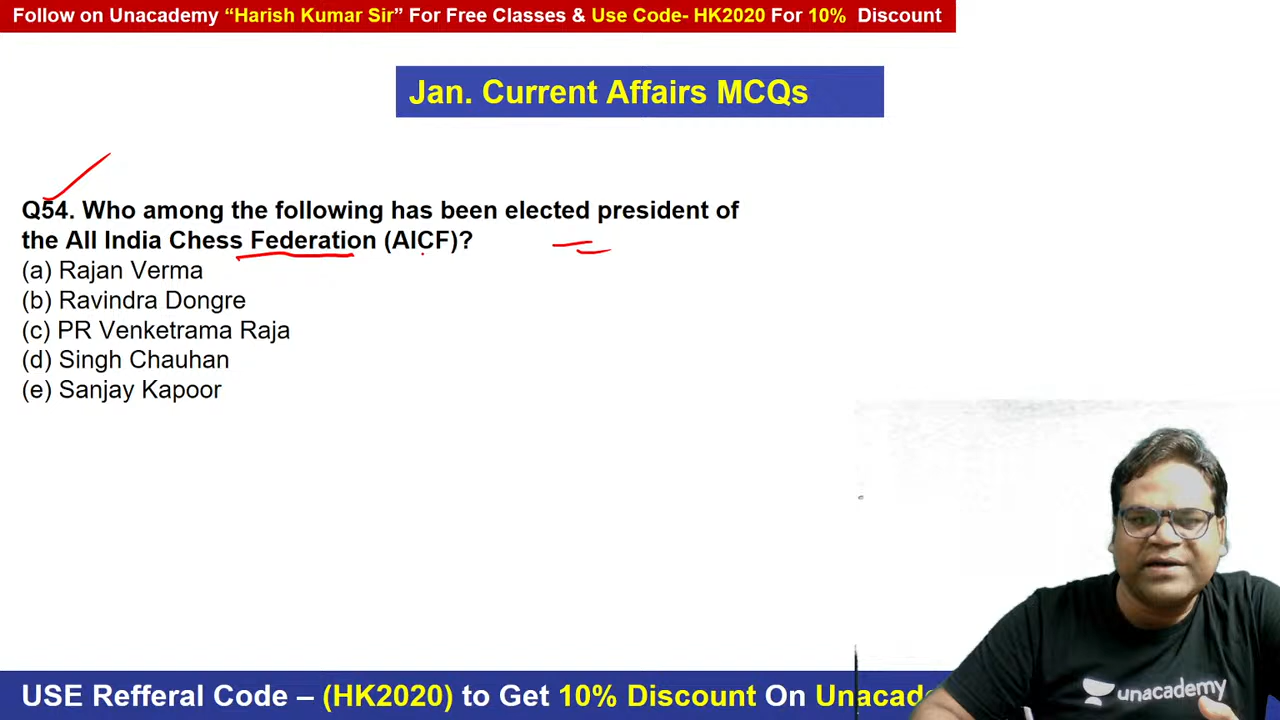 Follow on Unacademy “Harish Kumar Sir” For Free Classes & Use Code- HK2020 For 10% Discount
Jan. Current Affairs MCQs
Q54. Who among the following has been elected president of
the All India Chess Federation (AICF)?
(a) Rajan Verma
(b) Ravindra Dongre
(c) PR Venketrama Raja
(d) Singh Chauhan
(e) Sanjay Kapoor
unacademy
USE Refferal Code – (HK2020) to Get 10% Discount On